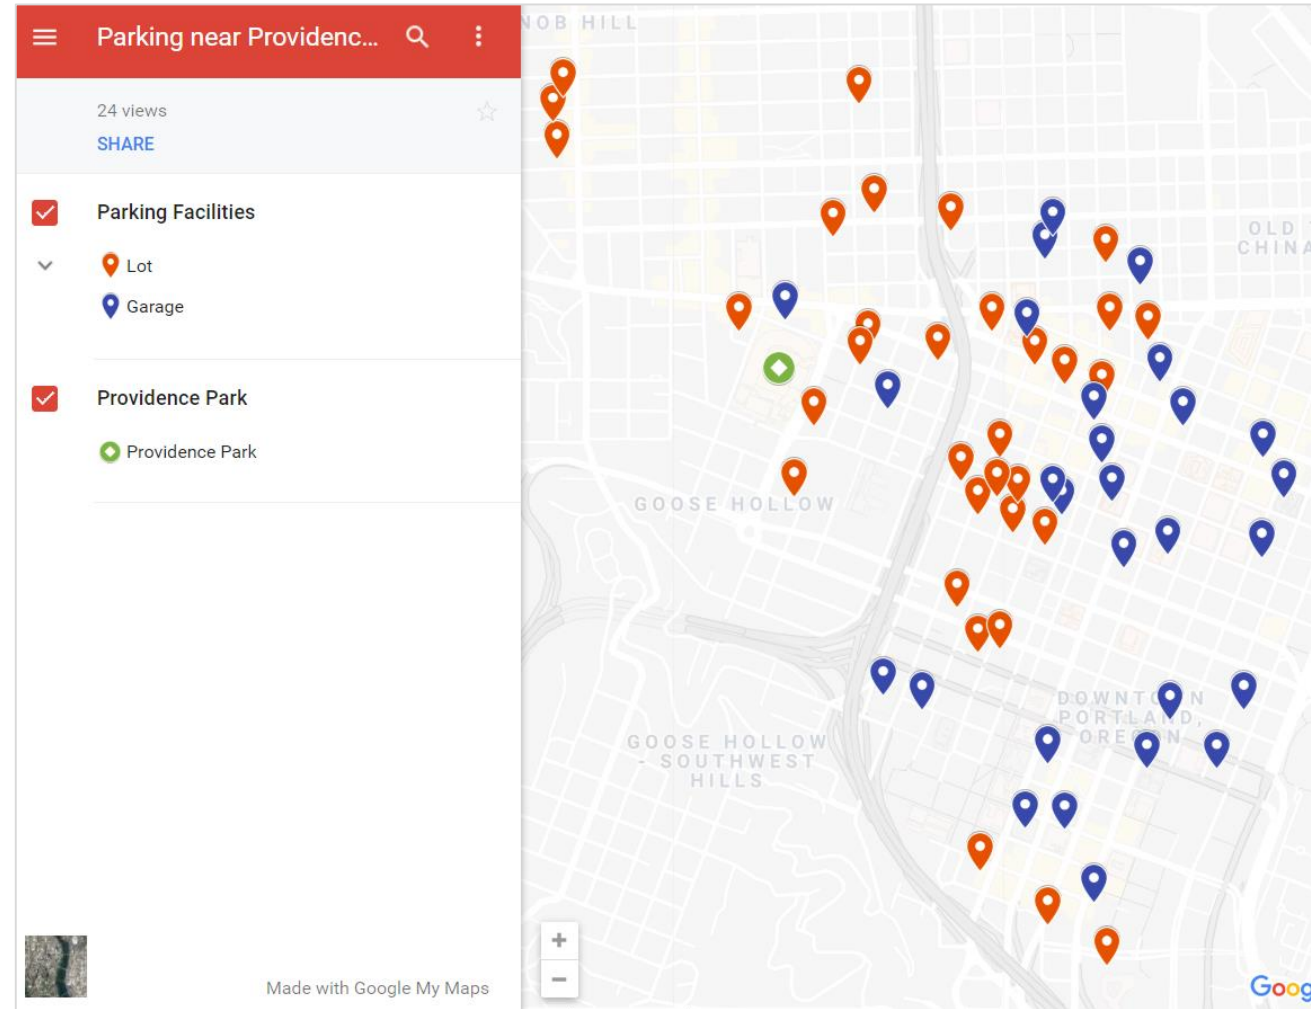 Parking near Providenc...
24 views
SHARE
Parking Facilities
Lot
Garage
Providence Park
Providence Park
Made with Google My Maps
NOB HILL
OLD
CHINA
GOOSE HOLLOW
GOOSE HOLLOW
- SOUTHWEST
HILLS
DOWNTOWN
PORTLAND,
OREGON
+
−
Goog